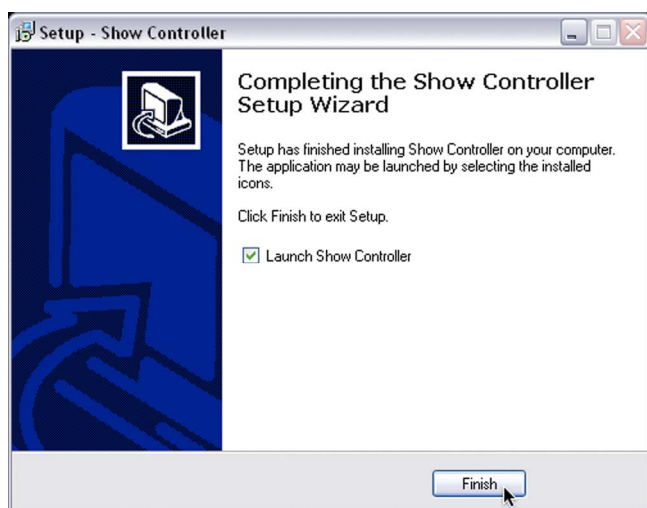 Setup - Show Controller
Completing the Show Controller
Setup Wizard
Setup has finished installing Show Controller on your computer.
The application may be launched by selecting the installed
icons.
Click Finish to exit Setup.
Launch Show Controller
Finish